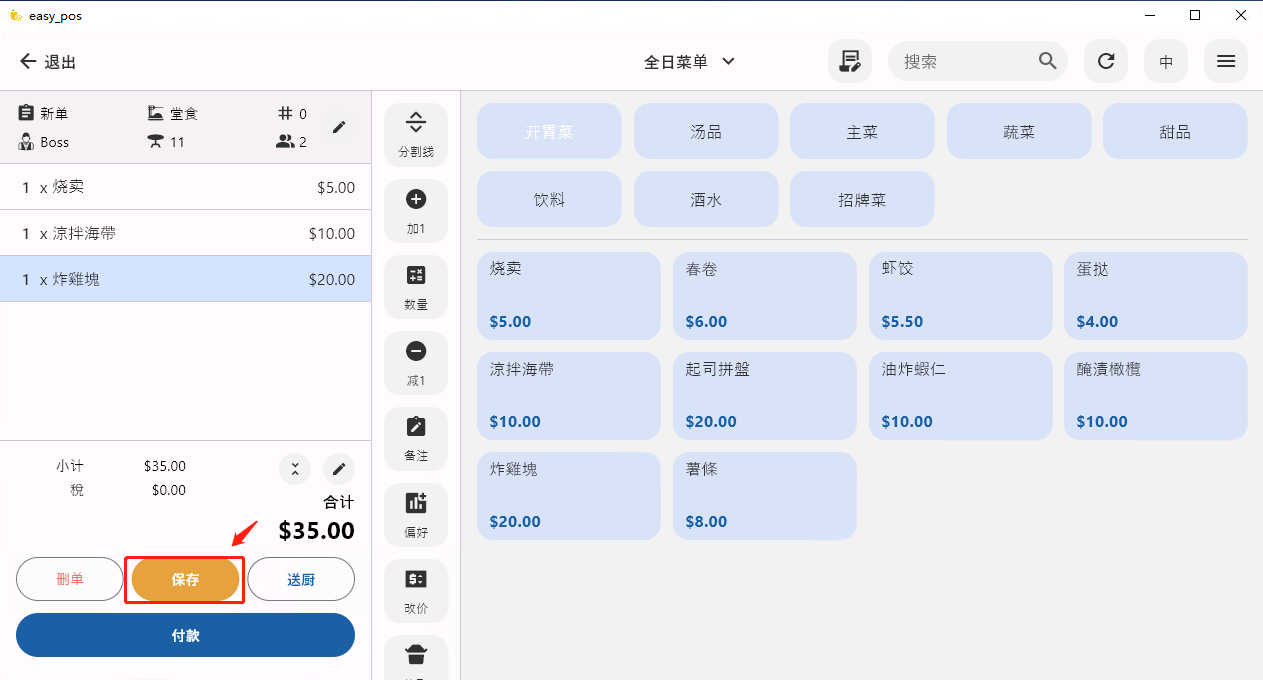 easy_pos
退出
全日菜单
搜索
中
新单
堂食
0
Boss
11
2
1 x 烧卖 $5.00
1 x 涼拌海帶 $10.00
1 x 炸雞塊 $20.00
小计 $35.00
稅 $0.00
合计
$35.00
删单
保存
送厨
付款
分割线
加1
数量
减1
备注
偏好
改价
开胃菜
汤品
主菜
蔬菜
甜品
饮料
酒水
招牌菜
烧卖
$5.00
春卷
$6.00
虾饺
$5.50
蛋挞
$4.00
涼拌海帶
$10.00
起司拼盤
$20.00
油炸蝦仁
$10.00
醃漬橄欖
$10.00
炸雞塊
$20.00
薯條
$8.00